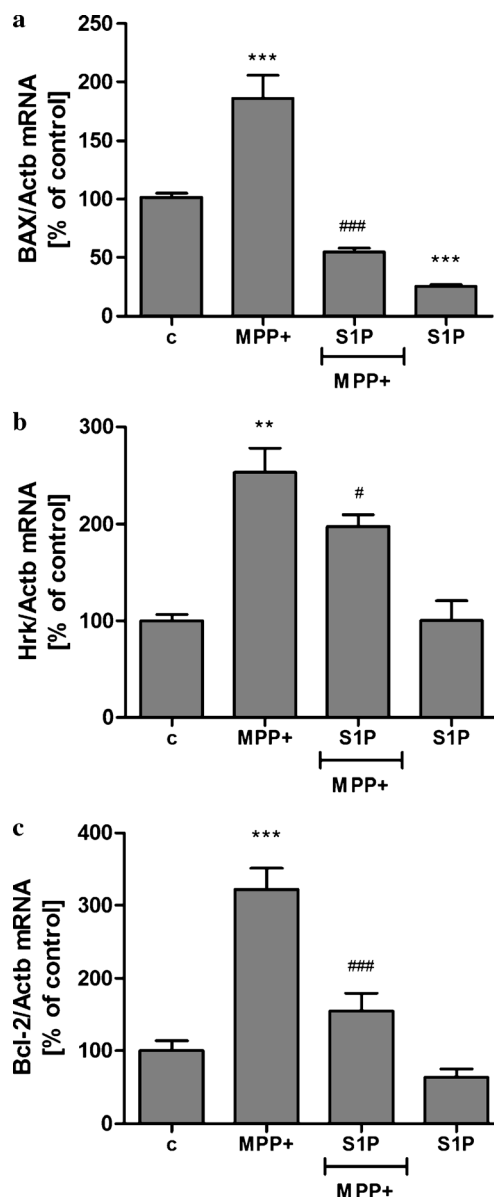 a
BAX/Actb mRNA
[% of control]
250
200
150
100
50
0
***
###
***
c MPP+ S1P S1P
MPP+
b
Hrk/Actb mRNA
[% of control]
300
200
100
0
**
#
c MPP+ S1P S1P
MPP+
c
Bcl-2/Actb mRNA
[% of control]
400
300
200
100
0
***
###
c MPP+ S1P S1P
MPP+